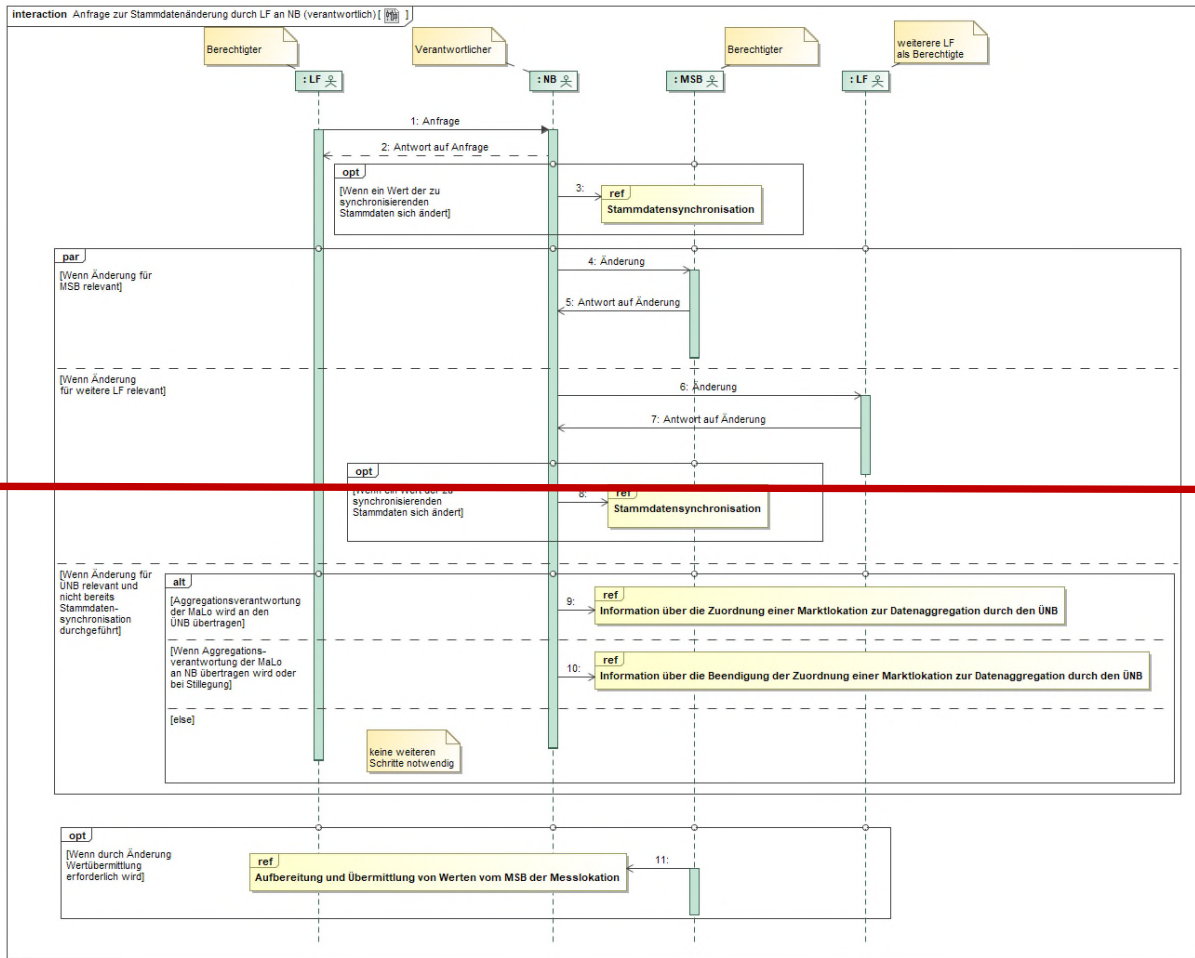 interaction Anfrage zur Stammdatenänderung durch LF an NB (verantwortlich) [ ]
Berechtigter
Verantwortlicher
Berechtigter
weiterere LF
als Berechtigte
: LF
: NB
: MSB
: LF
1: Anfrage
2: Antwort auf Anfrage
opt
[Wenn ein Wert der zu
synchronisierenden
Stammdaten sich ändert]
3:
ref
Stammdatensynchronisation
par
[Wenn Änderung für
MSB relevant]
4: Änderung
5: Antwort auf Änderung
[Wenn Änderung
für weitere LF relevant]
6: Änderung
7: Antwort auf Änderung
opt
[Wenn ein Wert der zu
synchronisierenden
Stammdaten sich ändert]
8:
ref
Stammdatensynchronisation
[Wenn Änderung für
ÜNB relevant und
nicht bereits
Stammdaten-
synchronisation
durchgeführt]
alt
[Aggregationsverantwortung
der MaLo wird an den
ÜNB übertragen]
9:
ref
Information über die Zuordnung einer Marktlokation zur Datenaggregation durch den ÜNB
[Wenn Aggregations-
verantwortung der MaLo
an NB übertragen wird oder
bei Stillegung]
10:
ref
Information über die Beendigung der Zuordnung einer Marktlokation zur Datenaggregation durch den ÜNB
[else]
keine weiteren
Schritte notwendig
opt
[Wenn durch Änderung
Wertübermittlung
erforderlich wird]
11:
ref
Aufbereitung und Übermittlung von Werten vom MSB der Messlokation